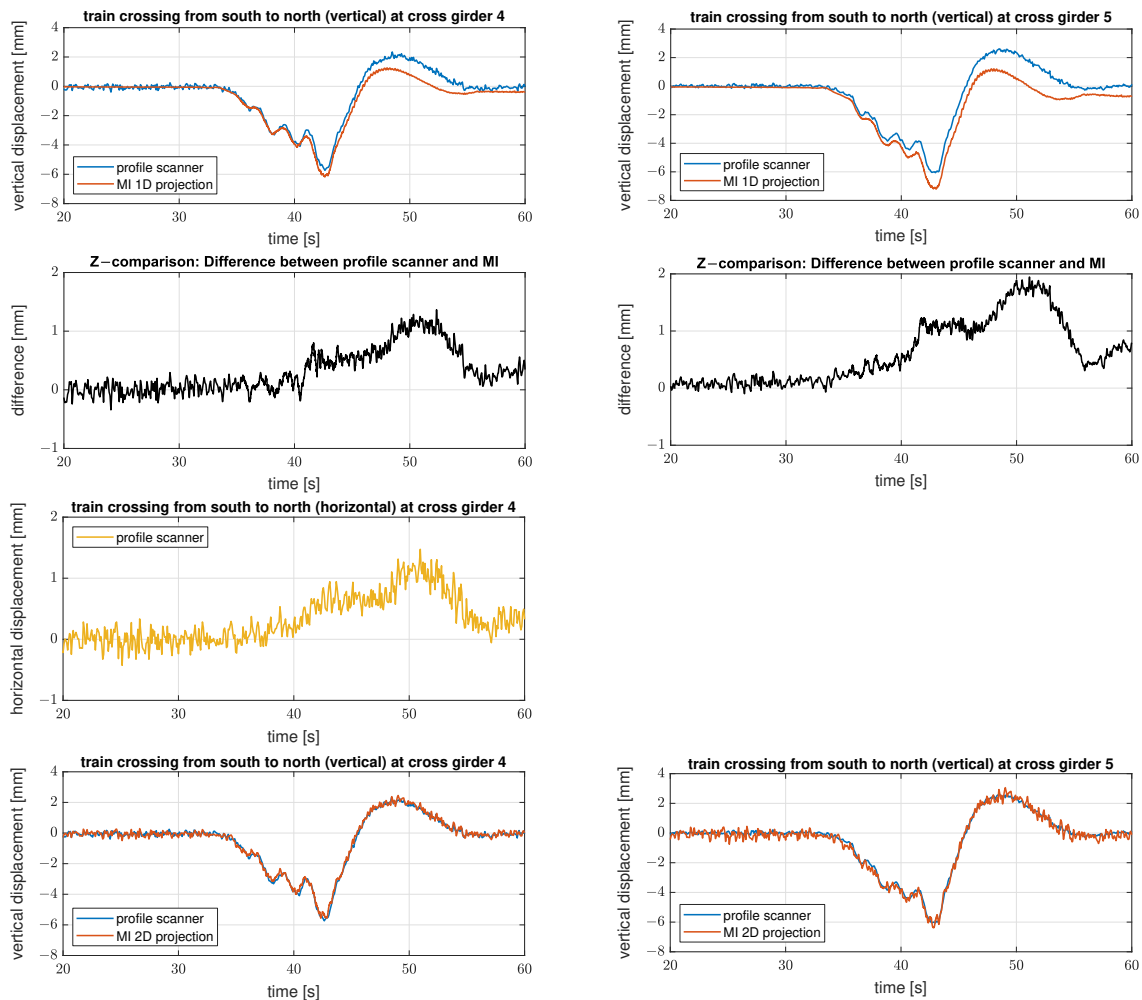 train crossing from south to north (vertical) at cross girder 4
vertical displacement [mm]
4
2
0
−2
−4
−6
−8
profile scanner
MI 1D projection
20 30 40 50 60
time [s]
train crossing from south to north (vertical) at cross girder 5
vertical displacement [mm]
4
2
0
−2
−4
−6
−8
profile scanner
MI 1D projection
20 30 40 50 60
time [s]
Z−comparison: Difference between profile scanner and MI
difference [mm]
2
1
0
−1
20 30 40 50 60
time [s]
Z−comparison: Difference between profile scanner and MI
difference [mm]
2
1
0
−1
20 30 40 50 60
time [s]
train crossing from south to north (horizontal) at cross girder 4
horizontal displacement [mm]
2
1
0
−1
profile scanner
20 30 40 50 60
time [s]
train crossing from south to north (vertical) at cross girder 4
vertical displacement [mm]
4
2
0
−2
−4
−6
−8
profile scanner
MI 2D projection
20 30 40 50 60
time [s]
train crossing from south to north (vertical) at cross girder 5
vertical displacement [mm]
4
2
0
−2
−4
−6
−8
profile scanner
MI 2D projection
20 30 40 50 60
time [s]